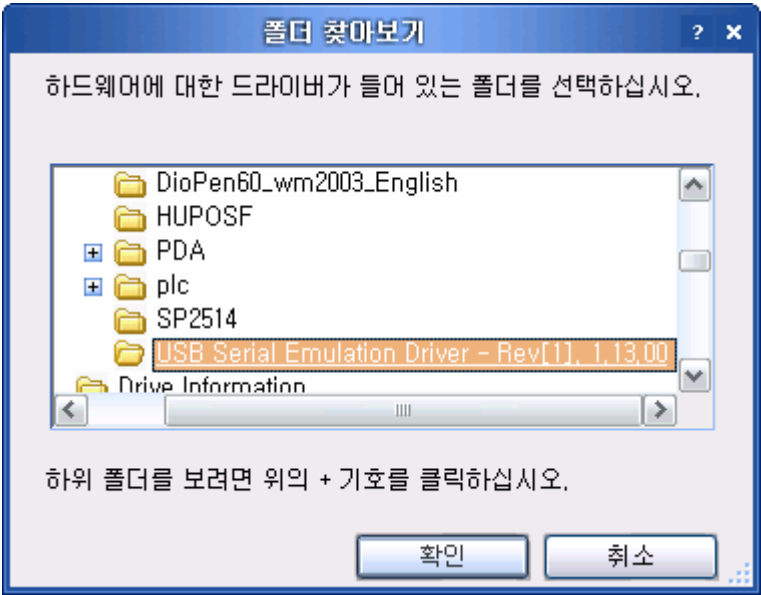 폴더 찾아보기
하드웨어에 대한 드라이버가 들어 있는 폴더를 선택하십시오.
DioPen60_wm2003_English
HUPOSF
PDA
plc
SP2514
USB Serial Emulation Driver - Rev[1]. 1.13.00
Drive Information
하위 폴더를 보려면 위의 + 기호를 클릭하십시오.
확인 취소